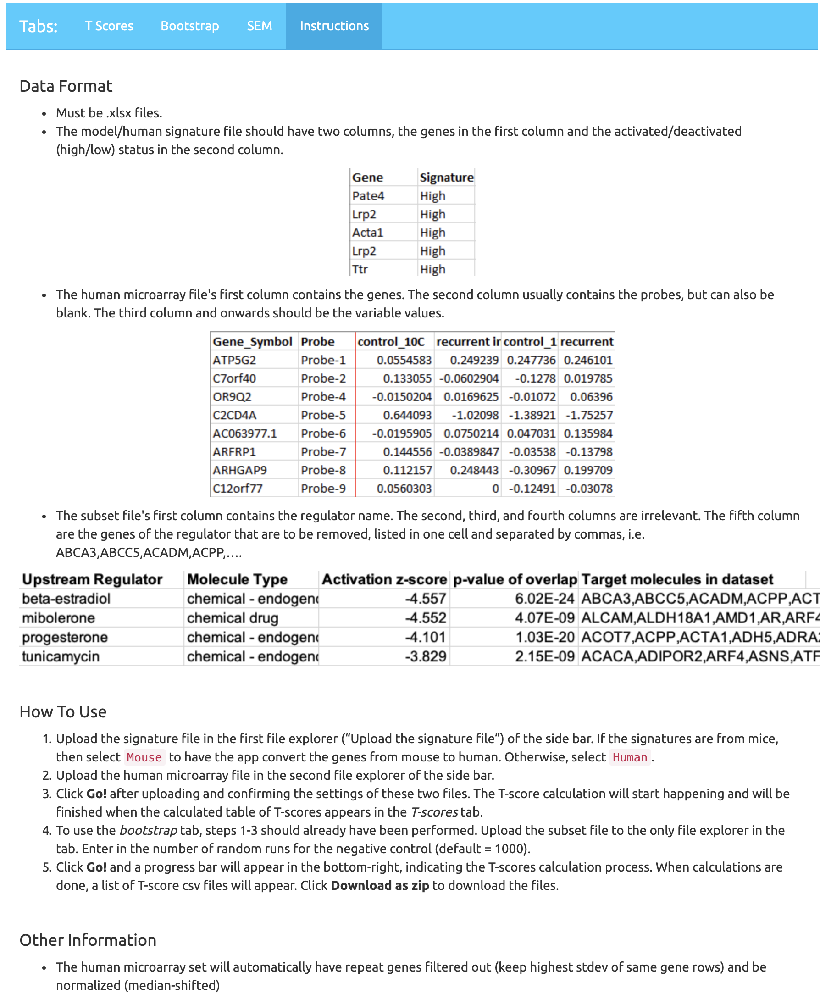 Tabs: T Scores Bootstrap SEM Instructions
Data Format
• Must be .xlsx files.
• The model/human signature file should have two columns, the genes in the first column and the activated/deactivated
(high/low) status in the second column.
Gene Signature
Pate4 High
Lrp2 High
Acta1 High
Lrp2 High
Ttr High
• The human microarray file's first column contains the genes. The second column usually contains the probes, but can also be
blank. The third column and onwards should be the variable values.
Gene_Symbol Probe control_10C recurrent ir control_1 recurrent
ATP5G2 Probe-1 0.0554583 0.249239 0.247736 0.246101
C7orf40 Probe-2 0.133055 -0.0602904 -0.1278 0.019785
OR9Q2 Probe-4 -0.0150204 0.0169625 -0.01072 0.06396
C2CD4A Probe-5 0.644093 -1.02098 -1.38921 -1.75257
AC063977.1 Probe-6 -0.0195905 0.0750214 0.047031 0.135984
ARFRP1 Probe-7 0.144556 -0.0389847 -0.03538 -0.13798
ARHGAP9 Probe-8 0.112157 0.248443 -0.30967 0.199709
C12orf77 Probe-9 0.0560303 0 -0.12491 -0.03078
• The subset file's first column contains the regulator name. The second, third, and fourth columns are irrelevant. The fifth column
are the genes of the regulator that are to be removed, listed in one cell and separated by commas, i.e.
ABCA3,ABCC5,ACADM,ACPP,….
Upstream Regulator Molecule Type Activation z-score p-value of overlap Target molecules in dataset
beta-estradiol chemical - endogen -4.557 6.02E-24 ABCA3,ABCC5,ACADM,ACPP,ACT
mibolerone chemical drug -4.552 4.07E-09 ALCAM,ALDH18A1,AMD1,AR,ARF4
progesterone chemical - endogen -4.101 1.03E-20 ACOT7,ACPP,ACTA1,ADH5,ADRA2
tunicamycin chemical - endogen -3.829 2.15E-09 ACACA,ADIPOR2,ARF4,ASNS,ATF
How To Use
1. Upload the signature file in the first file explorer (“Upload the signature file”) of the side bar. If the signatures are from mice,
then select Mouse to have the app convert the genes from mouse to human. Otherwise, select Human .
2. Upload the human microarray file in the second file explorer of the side bar.
3. Click Go! after uploading and confirming the settings of these two files. The T-score calculation will start happening and will be
finished when the calculated table of T-scores appears in the T-scores tab.
4. To use the bootstrap tab, steps 1-3 should already have been performed. Upload the subset file to the only file explorer in the
tab. Enter in the number of random runs for the negative control (default = 1000).
5. Click Go! and a progress bar will appear in the bottom-right, indicating the T-scores calculation process. When calculations are
done, a list of T-score csv files will appear. Click Download as zip to download the files.
Other Information
• The human microarray set will automatically have repeat genes filtered out (keep highest stdev of same gene rows) and be
normalized (median-shifted)